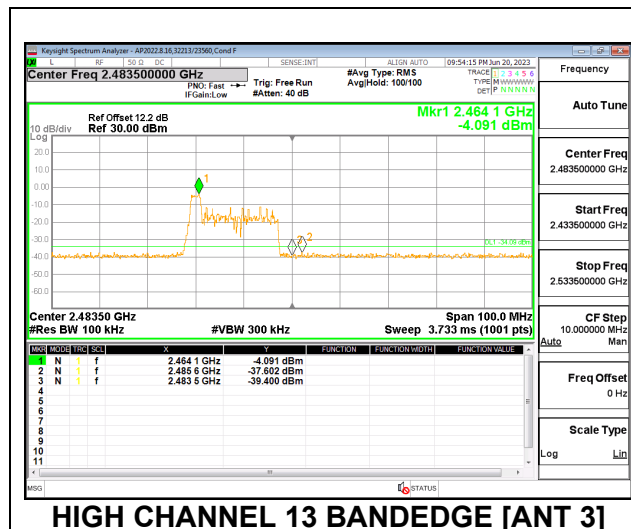 Keysight Spectrum Analyzer - AP2022.8.16,32213/23560,Cond F
L RF 50 Ω DC SENSE:INT ALIGN AUTO 09:54:15 PM Jun 20, 2023
Center Freq 2.483500000 GHz
PNO: Fast
IFGain:Low
Trig: Free Run
#Atten: 40 dB
#Avg Type: RMS
Avg|Hold: 100/100
TRACE 1 2 3 4 5 6
TYPE M WWWWW
DET P N N N N N
Ref Offset 12.2 dB
Ref 30.00 dBm
10 dB/div
Log
Mkr1 2.464 1 GHz
-4.091 dBm
20.0
10.0
0.00
-10.0
-20.0
-30.0
-40.0
-50.0
-60.0
1
3 2
DL1 -34.09 dBm
Center 2.48350 GHz
Span 100.0 MHz
#Res BW 100 kHz
#VBW 300 kHz
Sweep 3.733 ms (1001 pts)
MKR MODE TRC SCL X Y FUNCTION FUNCTION WIDTH FUNCTION VALUE
1 N 1 f 2.464 1 GHz -4.091 dBm
2 N 1 f 2.485 6 GHz -37.602 dBm
3 N 1 f 2.483 5 GHz -39.400 dBm
4
5
6
7
8
9
10
11
MSG
STATUS
Frequency
Auto Tune
Center Freq
2.483500000 GHz
Start Freq
2.433500000 GHz
Stop Freq
2.533500000 GHz
CF Step
10.000000 MHz
Auto Man
Freq Offset
0 Hz
Scale Type
Log Lin
HIGH CHANNEL 13 BANDEDGE [ANT 3]